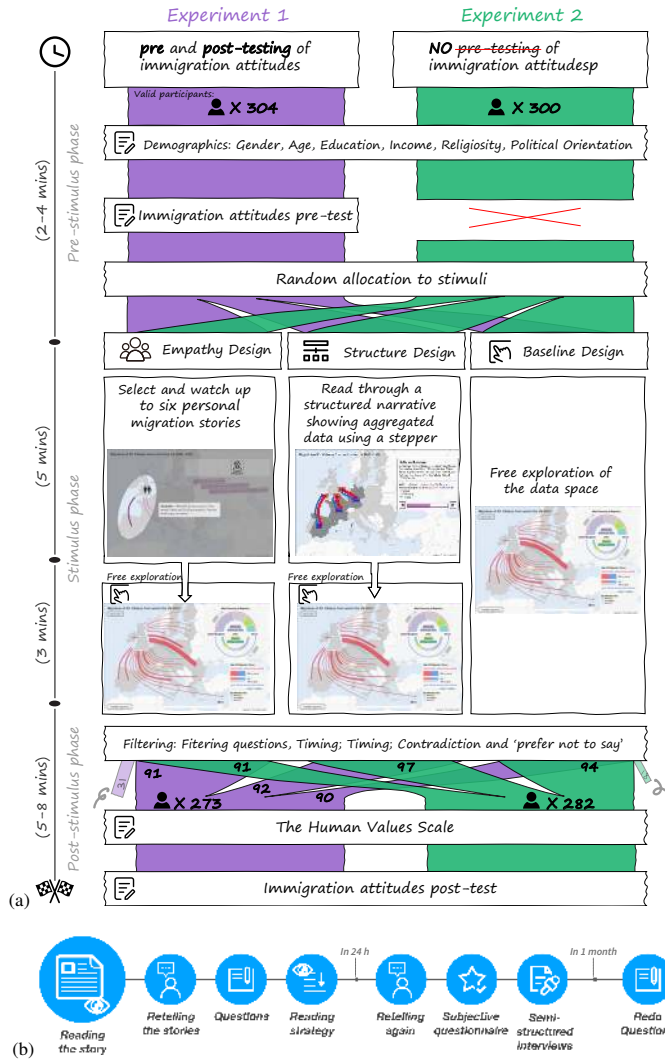 Experiment 1
Experiment 2
pre and post-testing of
immigration attitudes
NO pre-testing of
immigration attitudesp
Valid participants:
X 304
X 300
Demographics: Gender, Age, Education, Income, Religiosity, Political Orientation
Immigration attitudes pre-test
Random allocation to stimuli
(2-4 mins)
Pre-stimulus phase
Empathy Design
Structure Design
Baseline Design
Select and watch up
to six personal
migration stories
Read through a
structured narrative
showing aggregated
data using a stepper
Free exploration of
the data space
(5 mins)
Stimulus phase
Free exploration
Free exploration
(3 mins)
Filtering: Fitering questions, Timing; Timing; Contradiction and 'prefer not to say'
31
91
91
97
94
92
90
X 273
X 282
The Human Values Scale
Immigration attitudes post-test
(5-8 mins)
Post-stimulus phase
(a)
In 24 h
In 1 month
Reading
the story
Retelling
the stories
Questions
Reading
strategy
Retelling
again
Subjective
questionnaire
Semi-
structured
interviews
Redo
Question
(b)